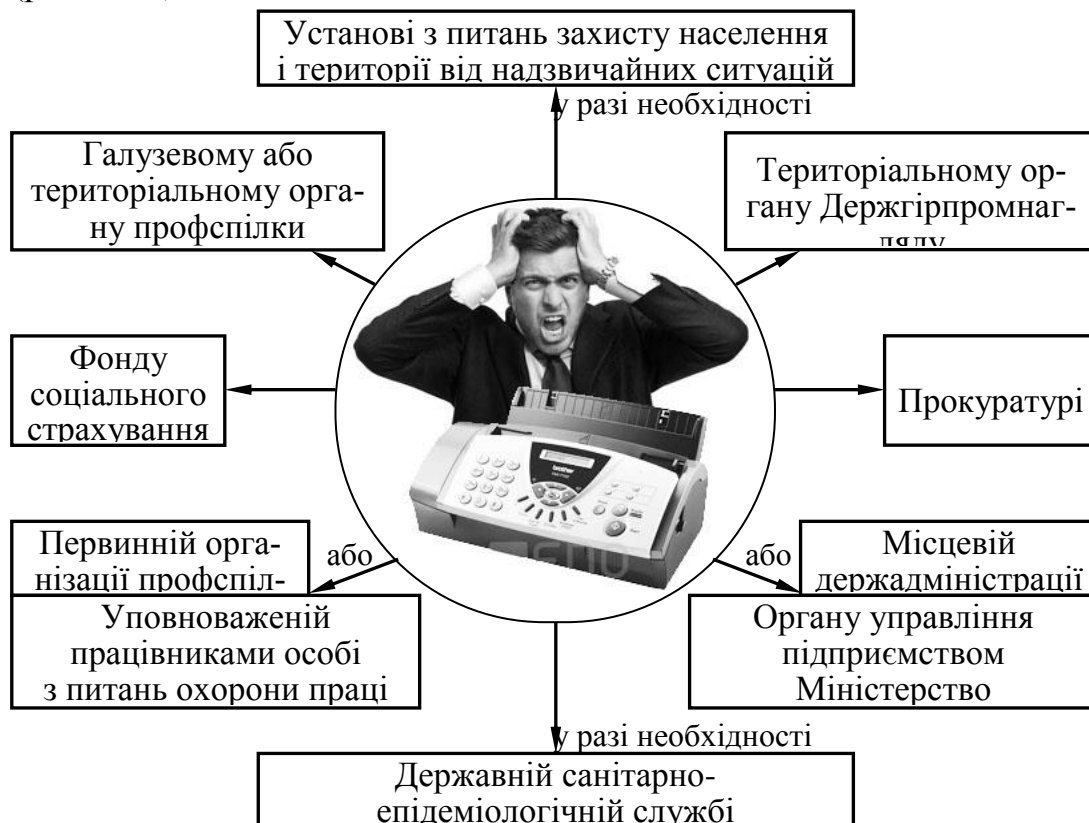 Установі з питань захисту населення
і території від надзвичайних ситуацій
у разі необхідності
Галузевому або
територіальному орга-
ну профспілки
Територіальному ор-
гану Держгірпромнаг-
ляду
Фонду
соціального
страхування
Прокуратурі
brother
Первинній орга-
нізації профспіл-
або
Уповноваженій
працівниками особі
з питань охорони праці
або
Місцевій
держадміністрації
Органу управління
підприємством
Міністерство
у разі необхідності
Державній санітарно-
епідеміологічній службі